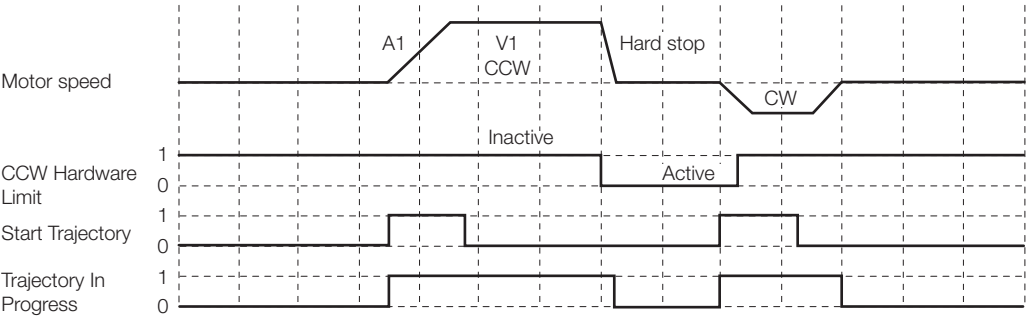 A1
V1
CCW
Hard stop
Motor speed
CW
Inactive
1
CCW Hardware
Limit
0
Active
1
Start Trajectory
0
1
Trajectory In
Progress
0